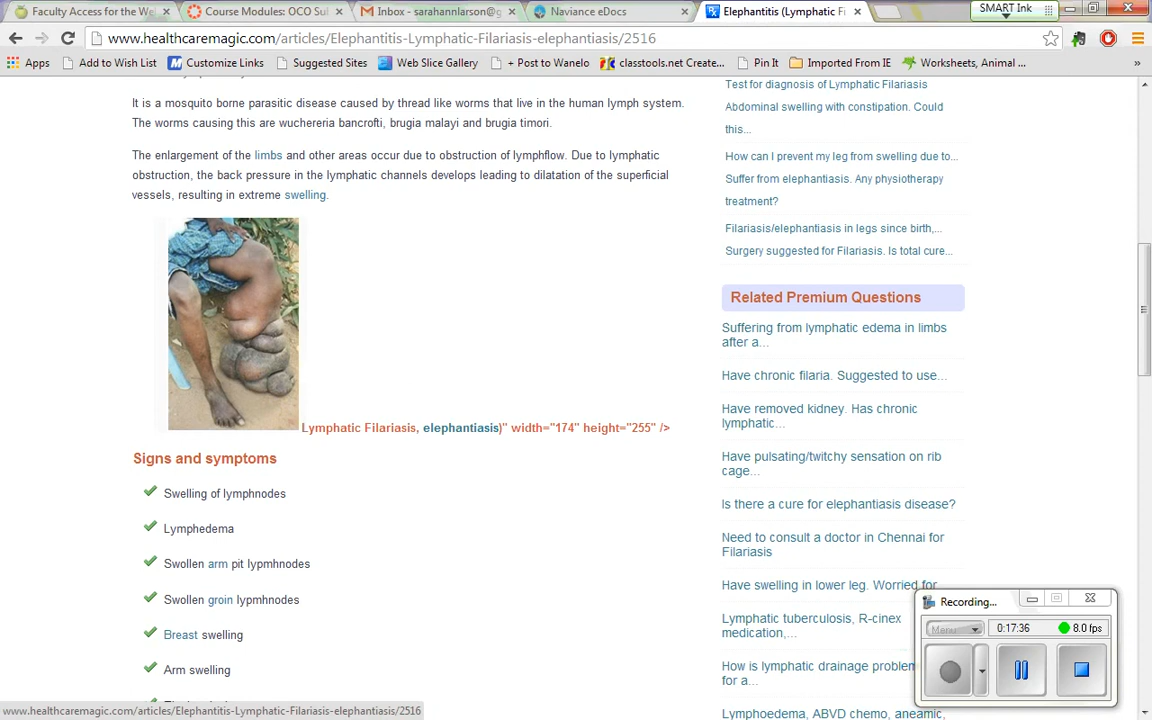 Faculty Access for the We
Course Modules: OCO Su
Inbox - sarahannlarson@g
Naviance eDocs
Elephantitis (Lymphatic F
SMART Ink
www.healthcaremagic.com/articles/Elephantitis-Lymphatic-Filariasis-elephantiasis/2516
Apps
Add to Wish List
Customize Links
Suggested Sites
Web Slice Gallery
+ Post to Wanelo
classtools.net Create...
Pin It
Imported From IE
Worksheets, Animal ...
»
It is a mosquito borne parasitic disease caused by thread like worms that live in the human lymph system.
The worms causing this are wuchereria bancrofti, brugia malayi and brugia timori.
The enlargement of the limbs and other areas occur due to obstruction of lymphflow. Due to lymphatic
obstruction, the back pressure in the lymphatic channels develops leading to dilatation of the superficial
vessels, resulting in extreme swelling.
Lymphatic Filariasis, elephantiasis)" width="174" height="255" />
Signs and symptoms
Swelling of lymphnodes
Lymphedema
Swollen arm pit lypmhnodes
Swollen groin lypmhnodes
Breast swelling
Arm swelling
Test for diagnosis of Lymphatic Filariasis
Abdominal swelling with constipation. Could
this...
How can I prevent my leg from swelling due to...
Suffer from elephantiasis. Any physiotherapy
treatment?
Filariasis/elephantiasis in legs since birth,...
Surgery suggested for Filariasis. Is total cure...
Related Premium Questions
Suffering from lymphatic edema in limbs
after a...
Have chronic filaria. Suggested to use...
Have removed kidney. Has chronic
lymphatic...
Have pulsating/twitchy sensation on rib
cage...
Is there a cure for elephantiasis disease?
Need to consult a doctor in Chennai for
Filariasis
Have swelling in lower leg. Worried for
Lymphatic tuberculosis, R-cinex
medication,...
How is lymphatic drainage problem
for a...
Lymphoedema, ABVD chemo, anaemic,
Recording...
Menu
0:17:36
8.0 fps
www.healthcaremagic.com/articles/Elephantitis-Lymphatic-Filariasis-elephantiasis/2516